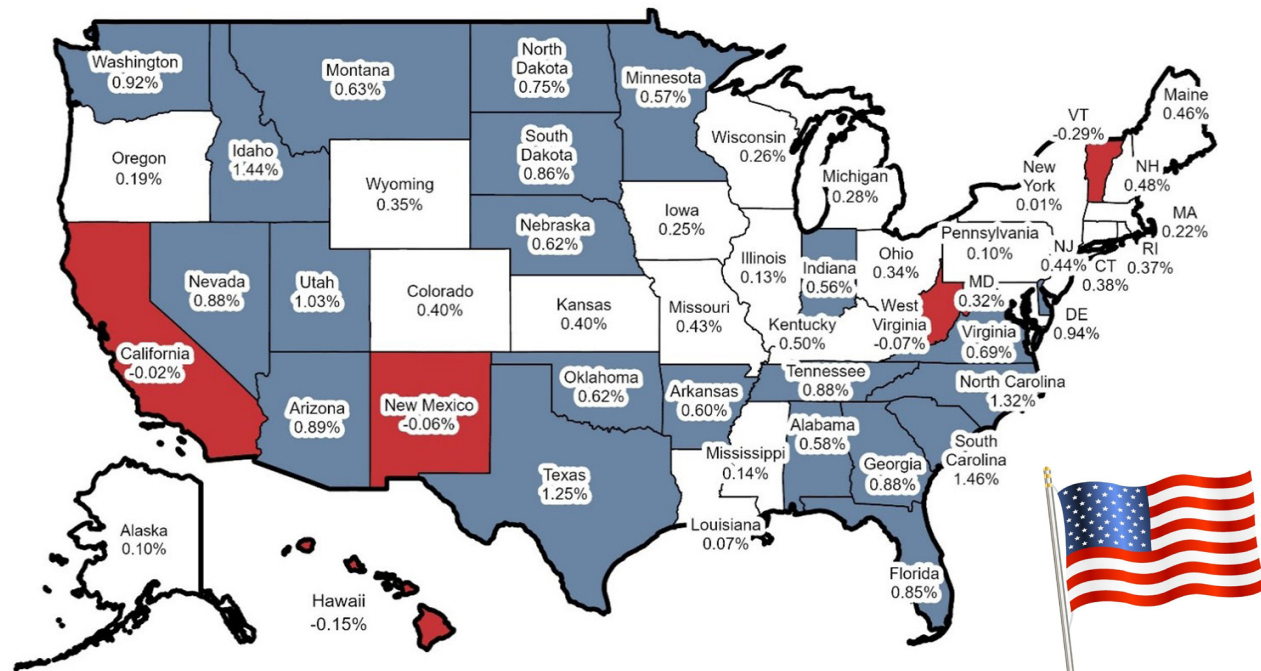 Washington
0.92%
Montana
0.63%
North
Dakota
0.75%
Minnesota
0.57%
Oregon
0.19%
Idaho
1.44%
Wyoming
0.35%
South
Dakota
0.86%
Wisconsin
0.26%
Michigan
0.28%
VT
-0.29%
Maine
0.46%
New
York
0.01%
NH
0.48%
MA
0.22%
RI
0.37%
CT
0.38%
NJ
0.44%
Pennsylvania
0.10%
Nebraska
0.62%
Iowa
0.25%
Illinois
0.13%
Indiana
0.56%
Ohio
0.34%
MD
0.32%
DE
0.94%
Nevada
0.88%
Utah
1.03%
Colorado
0.40%
Kansas
0.40%
Missouri
0.43%
Kentucky
0.50%
West
Virginia
-0.07%
Virginia
0.69%
California
-0.02%
Arizona
0.89%
New Mexico
-0.06%
Oklahoma
0.62%
Arkansas
0.60%
Tennessee
0.88%
North Carolina
1.32%
South
Carolina
1.46%
Texas
1.25%
Mississippi
0.14%
Alabama
0.58%
Georgia
0.88%
Louisiana
0.07%
Florida
0.85%
Alaska
0.10%
Hawaii
-0.15%